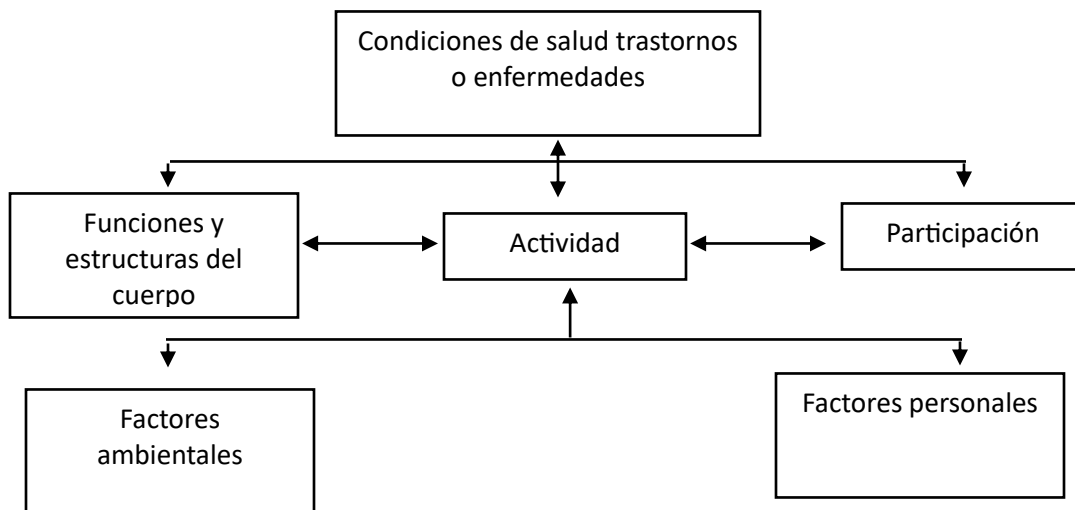 Condiciones de salud trastornos
o enfermedades
Funciones y
estructuras del
cuerpo
Actividad
Participación
Factores
ambientales
Factores personales